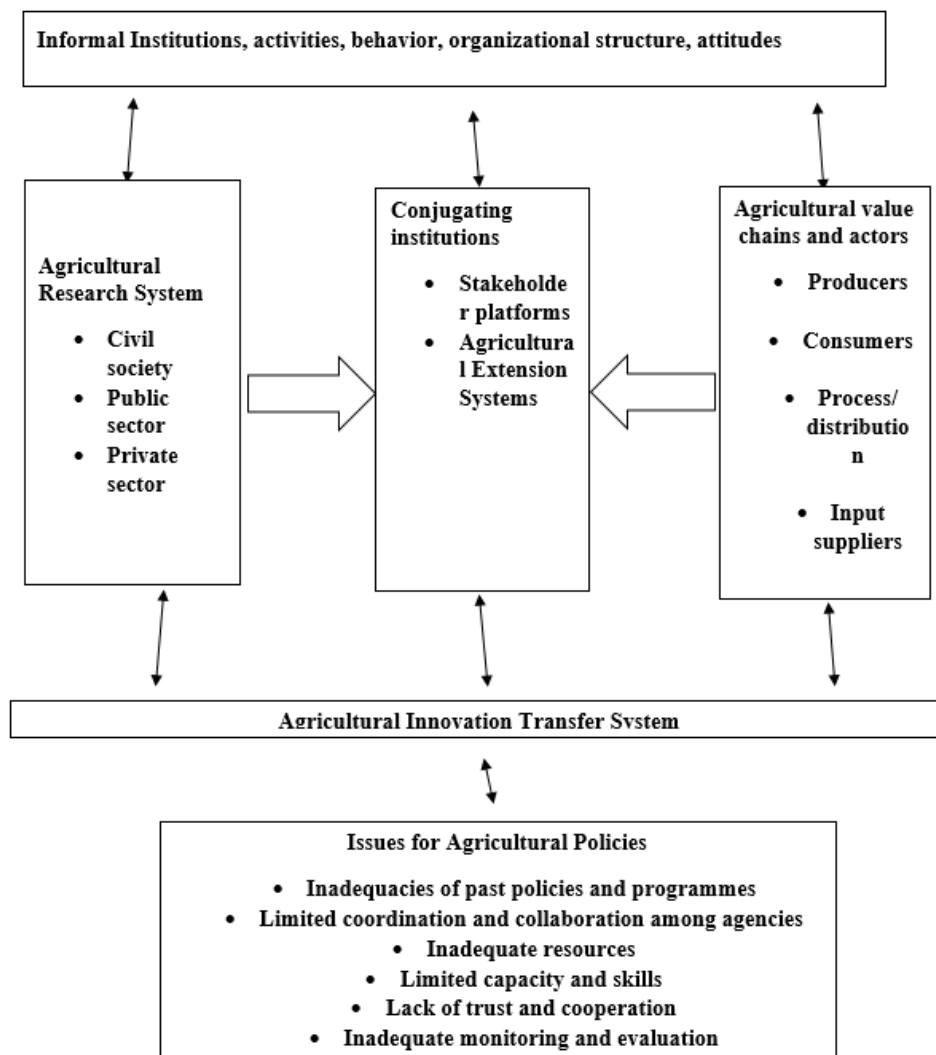 Informal Institutions, activities, behavior, organizational structure, attitudes
Agricultural
Research System
• Civil
society
• Public
sector
• Private
sector
Conjugating
institutions
• Stakeholde
r platforms
• Agricultura
l Extension
Systems
Agricultural value
chains and actors
• Producers
• Consumers
• Process/
distributio
n
• Input
suppliers
Agricultural Innovation Transfer System
Issues for Agricultural Policies
• Inadequacies of past policies and programmes
• Limited coordination and collaboration among agencies
• Inadequate resources
• Limited capacity and skills
• Lack of trust and cooperation
• Inadequate monitoring and evaluation